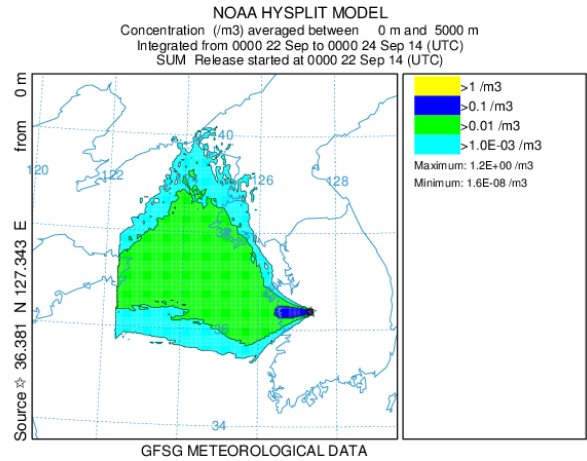 NOAA HYSPLIT MODEL
Concentration (/m3) averaged between 0 m and 5000 m
Integrated from 0000 22 Sep to 0000 24 Sep 14 (UTC)
SUM Release started at 0000 22 Sep 14 (UTC)
Source ☆ 36.381 N 127.343 E from 0 m
>1 /m3
>0.1 /m3
>0.01 /m3
>1.0E-03 /m3
Maximum: 1.2E+00 /m3
Minimum: 1.6E-08 /m3
40
120
122
126
128
36
34
GFSG METEOROLOGICAL DATA